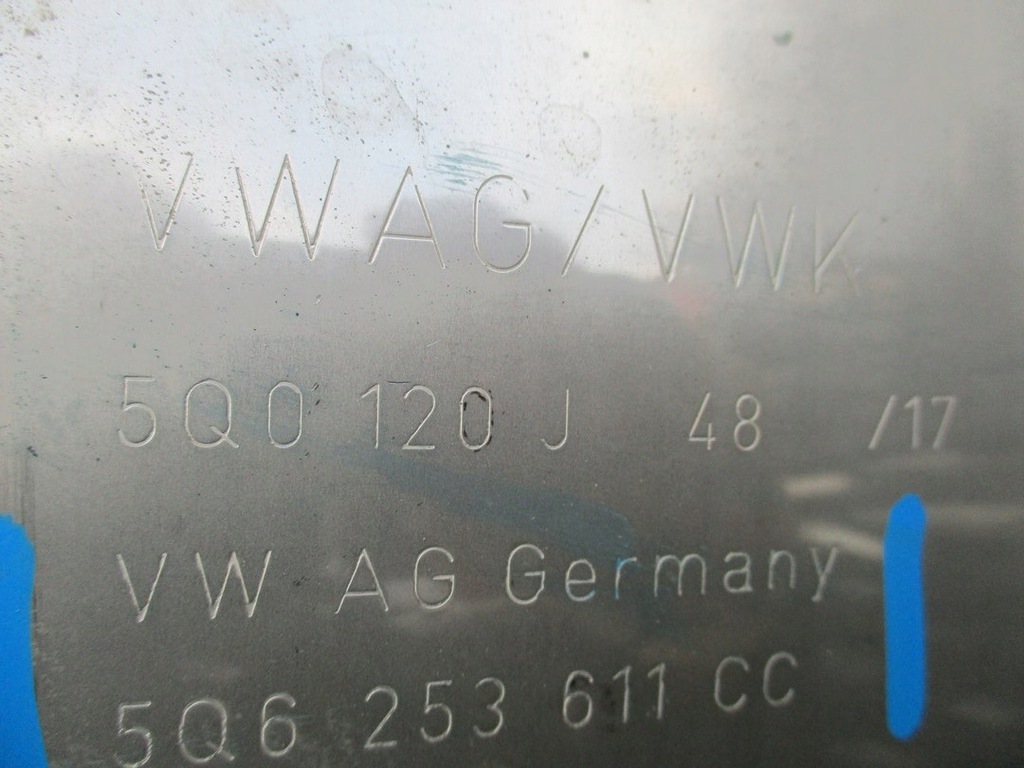 VWAG/VWK
5Q0 120 J 48 /17
VW AG Germany
5Q6 253 611 CC